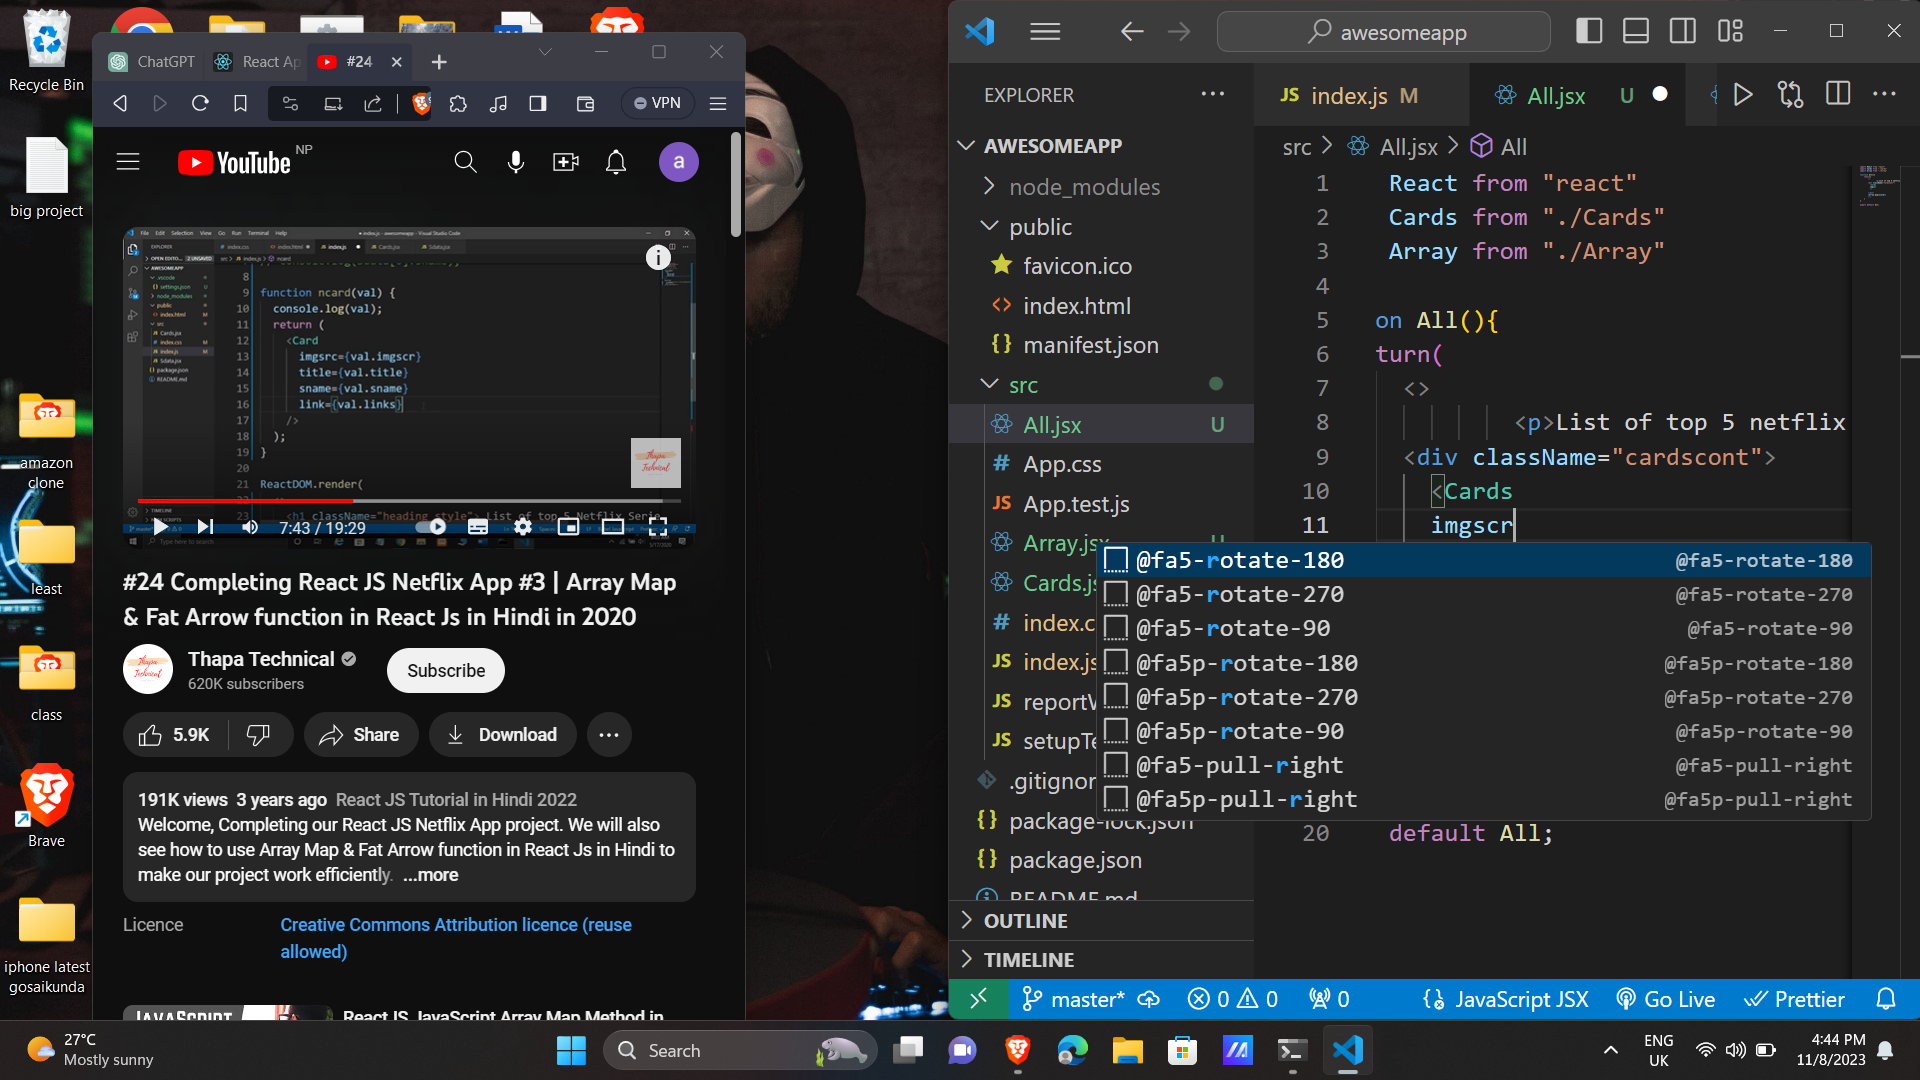 Recycle Bin
big project
amazon
clone
least
class
Brave
iphone latest
gosaikunda
ChatGPT
React Ap
#24
VPN
YouTube NP
a
function ncard(val) {
console.log(val);
return (
<Card
imgsrc={val.imgscr}
title={val.title}
sname={val.sname}
link={val.links}
/>
);
}
ReactDOM.render(
<h1 className="heading_style"> List of top 5 Netflix Serie
Thapa
Technical
7:43 / 19:29
#24 Completing React JS Netflix App #3 | Array Map
& Fat Arrow function in React Js in Hindi in 2020
Thapa Technical
620K subscribers
Subscribe
5.9K
Share
Download
191K views 3 years ago React JS Tutorial in Hindi 2022
Welcome, Completing our React JS Netflix App project. We will also
see how to use Array Map & Fat Arrow function in React Js in Hindi to
make our project work efficiently. ...more
Licence
Creative Commons Attribution licence (reuse
allowed)
JAVASCRIPT
React JS JavaScript Array Map Method in
awesomeapp
EXPLORER
AWESOMEAPP
node_modules
public
favicon.ico
index.html
manifest.json
src
All.jsx U
App.css
App.test.js
Array.jsx
Cards.js
index.c
index.js
reportV
setupTe
.gitignor
package-lock.json
package.json
README.md
OUTLINE
TIMELINE
JS index.js M
All.jsx U
src > All.jsx > All
1 React from "react"
2 Cards from "./Cards"
3 Array from "./Array"
4
5 on All(){
6 turn(
7 <>
8 <p>List of top 5 netflix
9 <div className="cardscont">
10 <Cards
11 imgscr
@fa5-rotate-180 @fa5-rotate-180
@fa5-rotate-270 @fa5-rotate-270
@fa5-rotate-90 @fa5-rotate-90
@fa5p-rotate-180 @fa5p-rotate-180
@fa5p-rotate-270 @fa5p-rotate-270
@fa5p-rotate-90 @fa5p-rotate-90
@fa5-pull-right @fa5-pull-right
@fa5p-pull-right @fa5p-pull-right
20 default All;
master* 0 0 0 JavaScript JSX Go Live Prettier
27°C
Mostly sunny
Search
ENG
UK
4:44 PM
11/8/2023